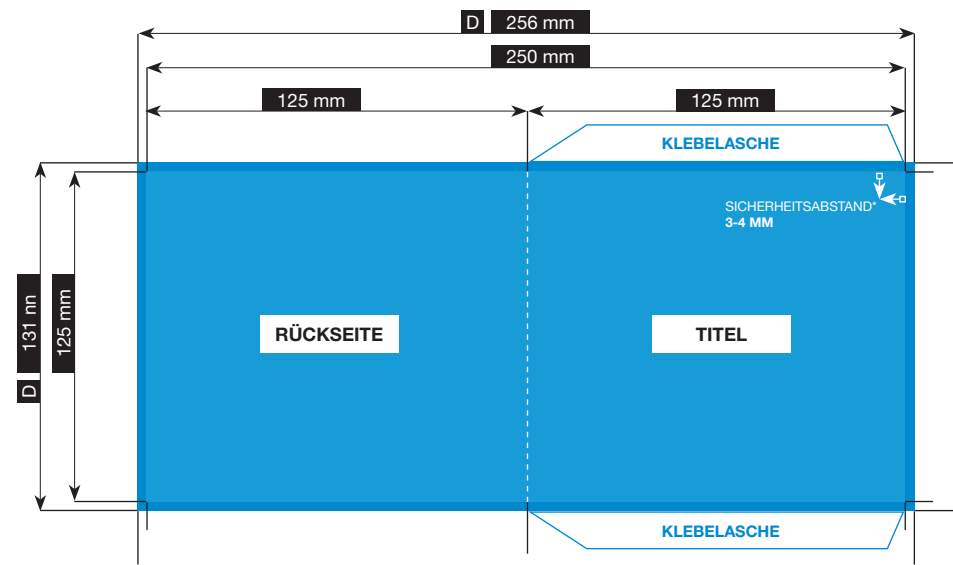 D 256 mm
250 mm
125 mm
125 mm
KLEBELASCHE
SICHERHEITSABSTAND*
3-4 MM
D 131 nn
125 mm
RÜCKSEITE
TITEL
KLEBELASCHE